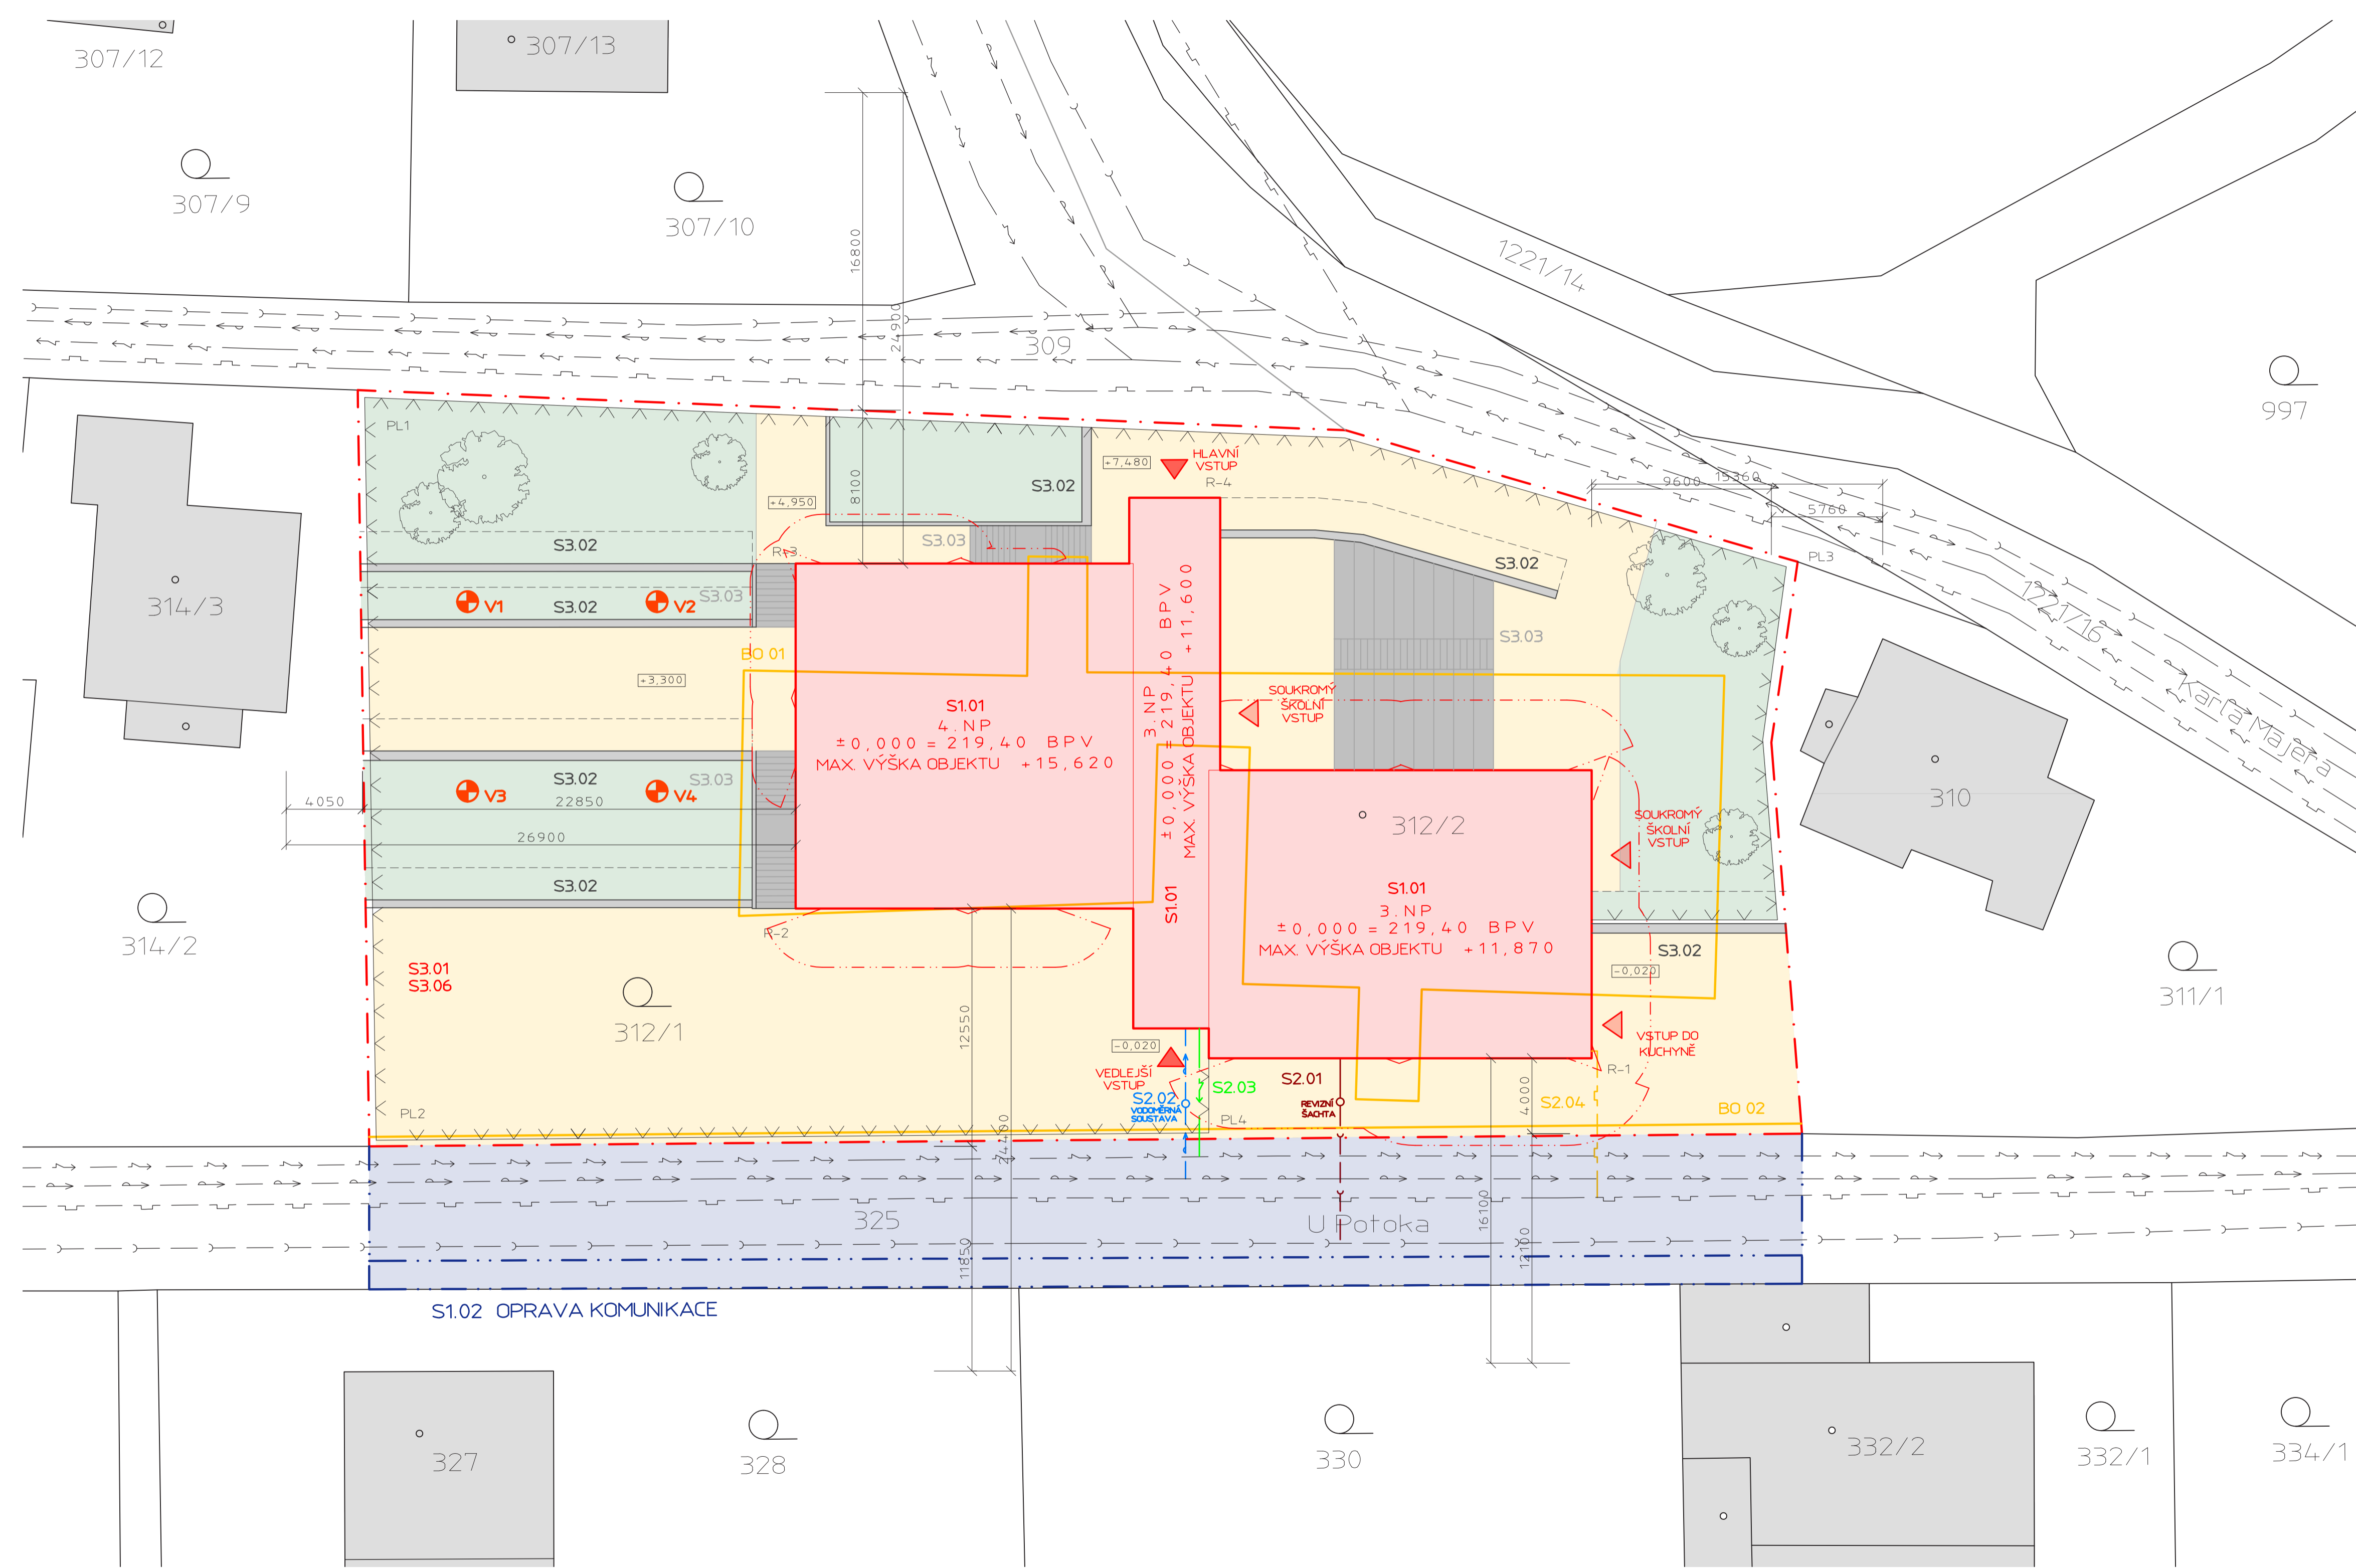 307/12
307/13
307/9
307/10
1221/14
16800
24900
309
997
PL1
+7,480
HLAVNÍ
VSTUP
R-4
S3.02
+4,950
8100
9600
15360
5760
S3.03
R-3
S3.02
S3.02
PL3
314/3
V1
S3.02
V2
S3.03
1221/16
S3.03
BO 01
+3,300
Karla Majera
SOUKROMÝ
ŠKOLNÍ
VSTUP
S1.01
4.NP
±0,000 = 219,40 BPV
MAX. VÝŠKA OBJEKTU +15,620
3.NP
±0,000 = 219,40 BPV
MAX. VÝŠKA OBJEKTU +11,600
S1.01
S3.02
S3.03
V3
V4
4050
22850
26900
310
312/2
SOUKROMÝ
ŠKOLNÍ
VSTUP
S3.02
S1.01
3.NP
±0,000 = 219,40 BPV
MAX. VÝŠKA OBJEKTU +11,870
314/2
R-2
S3.02
-0,020
S3.01
S3.06
311/1
312/1
12550
-0,020
VSTUP DO
KUCHYNĚ
VEDLEJŠÍ
VSTUP
S2.03
S2.01
R-1
S2.02
VODOMĚRNÁ
SOUSTAVA
REVIZNÍ
ŠACHTA
4000
S2.04
BO 02
PL2
PL4
24400
325
U Potoka
16100
11850
12100
S1.02 OPRAVA KOMUNIKACE
327
328
330
332/2
332/1
334/1